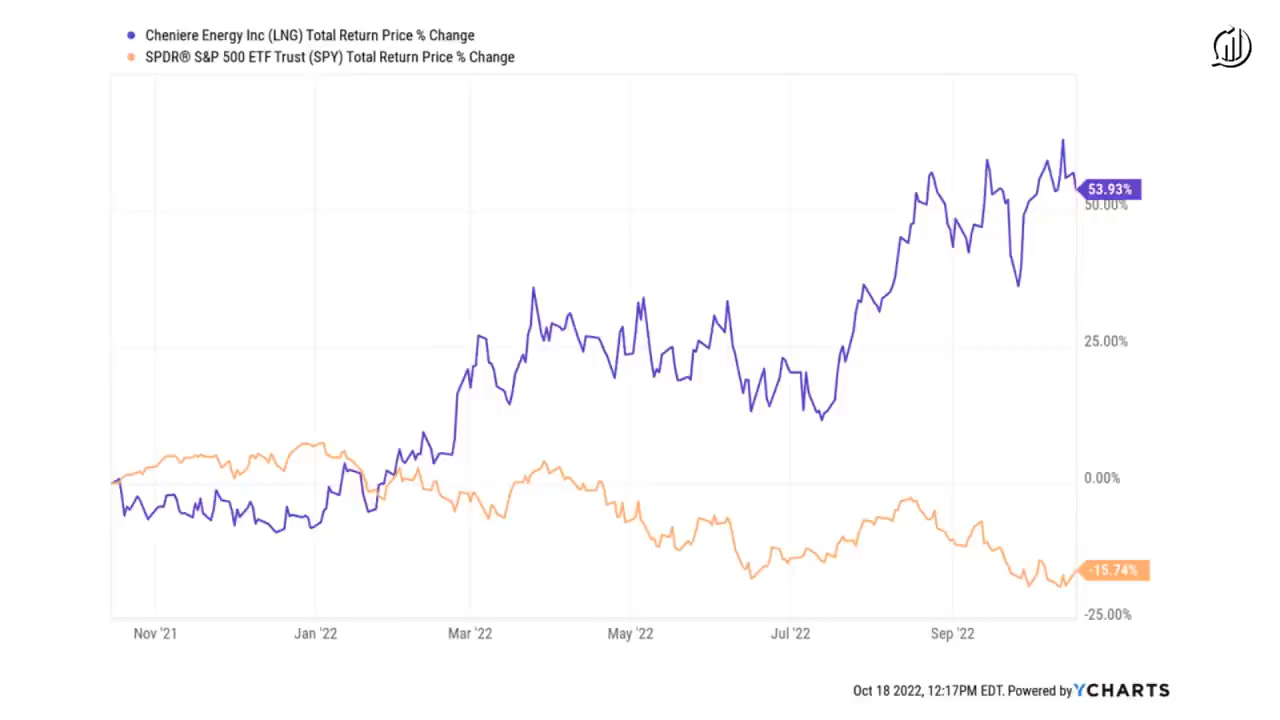 Cheniere Energy Inc (LNG) Total Return Price % Change
SPDR® S&P 500 ETF Trust (SPY) Total Return Price % Change
53.93%
50.00%
25.00%
0.00%
-15.74%
-25.00%
Nov '21 Jan '22 Mar '22 May '22 Jul '22 Sep '22
Oct 18 2022, 12:17PM EDT. Powered by YCHARTS